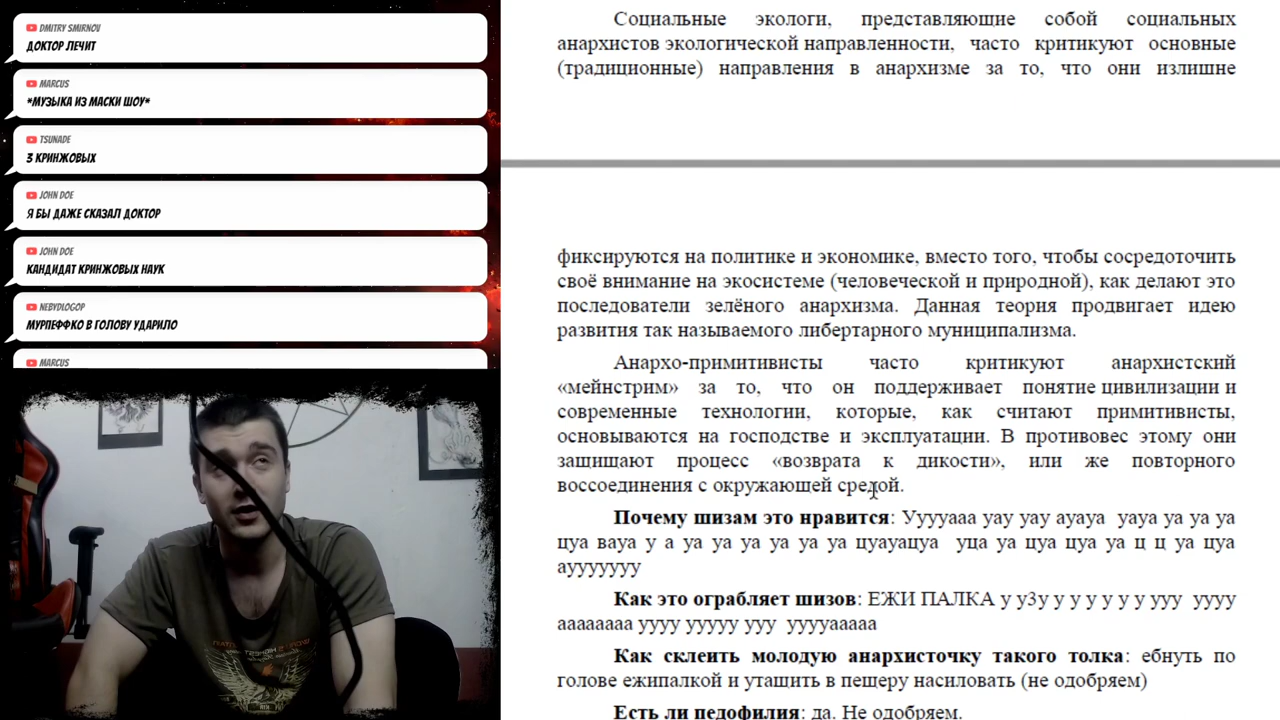 DMITRY SMIRNOV
ДОКТОР ЛЕЧИТ
MARCUS
*МУЗЫКА ИЗ МАСКИ ШОУ*
TSUNADE
3 КРИНЖОВЫХ
JOHN DOE
Я БЫ ДАЖЕ СКАЗАЛ ДОКТОР
JOHN DOE
КАНДИДАТ КРИНЖОВЫХ НАУК
NEBYDLOGOP
МУРПЕФФКО В ГОЛОВУ УДАРИЛО
MARCUS
Социальные экологи, представляющие собой социальных
анархистов экологической направленности, часто критикуют основные
(традиционные) направления в анархизме за то, что они излишне
фиксируются на политике и экономике, вместо того, чтобы сосредоточить
своё внимание на экосистеме (человеческой и природной), как делают это
последователи зелёного анархизма. Данная теория продвигает идею
развития так называемого либертарного муниципализма.
Анархо-примитивисты часто критикуют анархистский
«мейнстрим» за то, что он поддерживает понятие цивилизации и
современные технологии, которые, как считают примитивисты,
основываются на господстве и эксплуатации. В противовес этому они
защищают процесс «возврата к дикости», или же повторного
воссоединения с окружающей средой.
Почему шизам это нравится: Ууууааа уау уау ауауа уауа уа уа уа
цуа вауа у а уа уа уа уа уа уа цуауацуа уца уа цуа цуа уа ц ц уа цуа
ауууууyy
Как это ограбляет шизов: ЕЖИ ПАЛКА у у3у у у у у у у ууу уууу
аааааааа уууу ууууу ууу ууууааааа
Как склеить молодую анархисточку такого толка: ебнуть по
голове ежипалкой и уташить в пещеру насиловать (не одобряем)
Есть ли педофилия: да. Не одобряем.